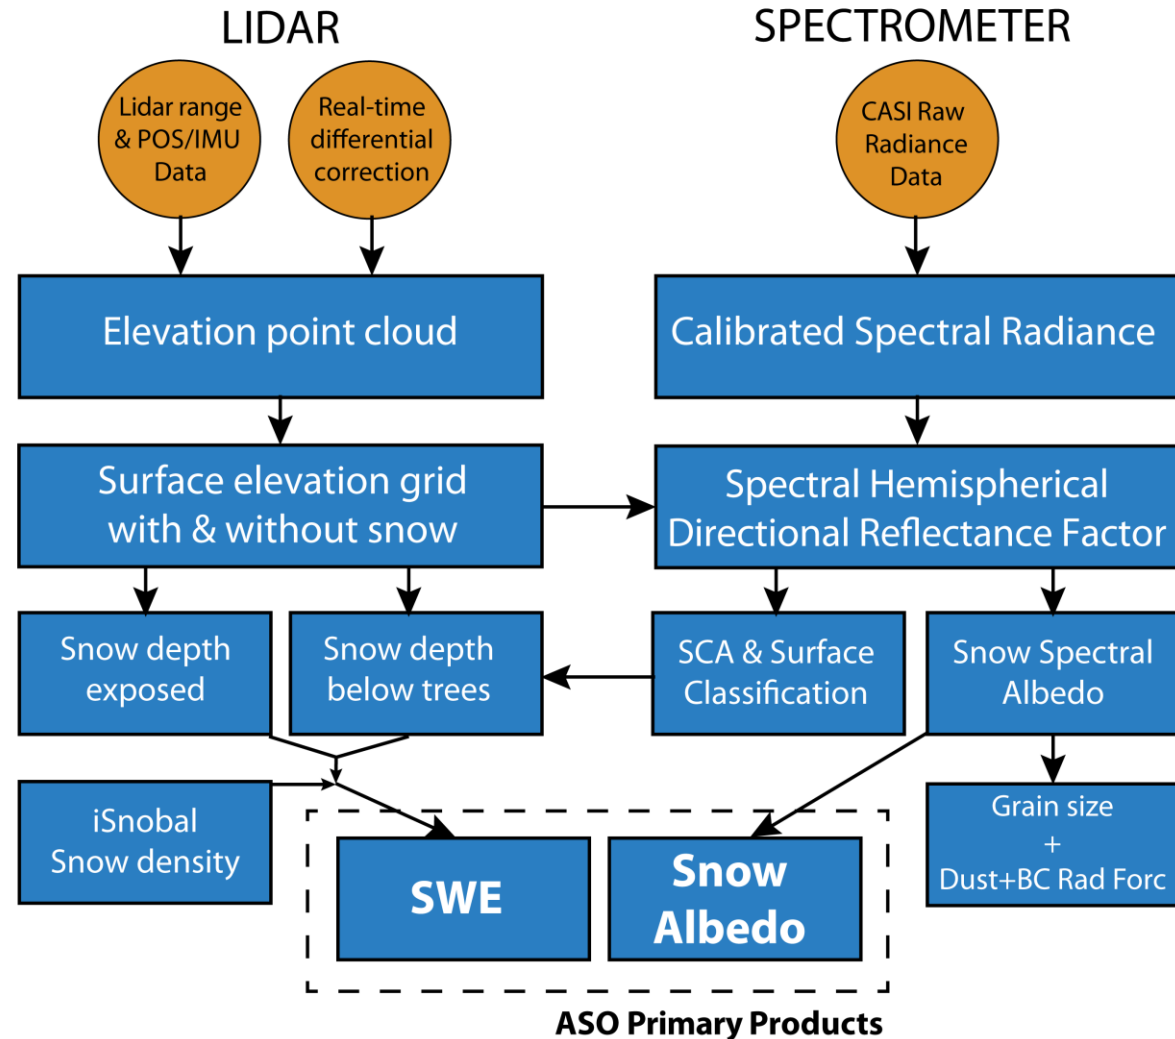 LIDAR
SPECTROMETER
Lidar range
& POS/IMU
Data
Real-time
differential
correction
CASI Raw
Radiance
Data
Elevation point cloud
Calibrated Spectral Radiance
Surface elevation grid
with & without snow
Spectral Hemispherical
Directional Reflectance Factor
Snow depth
exposed
Snow depth
below trees
SCA & Surface
Classification
Snow Spectral
Albedo
iSnobal
Snow density
SWE
Snow
Albedo
Grain size
+
Dust+BC Rad Forc
ASO Primary Products